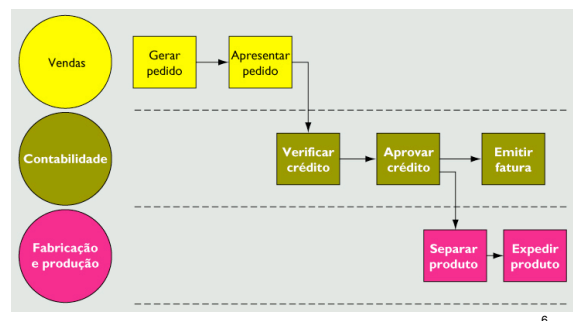 Vendas
Gerar
pedido
Apresentar
pedido
Contabilidade
Verificar
crédito
Aprovar
crédito
Emitir
fatura
Fabricação
e produção
Separar
produto
Expedir
produto
6